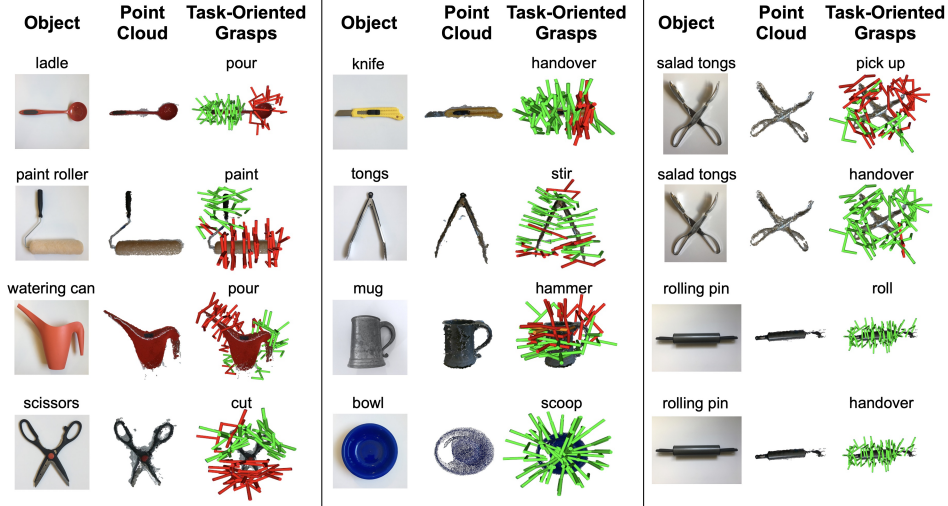 Object
Point
Cloud
Task-Oriented
Grasps
ladle
pour
paint roller
paint
watering can
pour
scissors
cut
Object
Point
Cloud
Task-Oriented
Grasps
knife
handover
tongs
stir
mug
hammer
bowl
scoop
Object
Point
Cloud
Task-Oriented
Grasps
salad tongs
pick up
salad tongs
handover
rolling pin
roll
rolling pin
handover